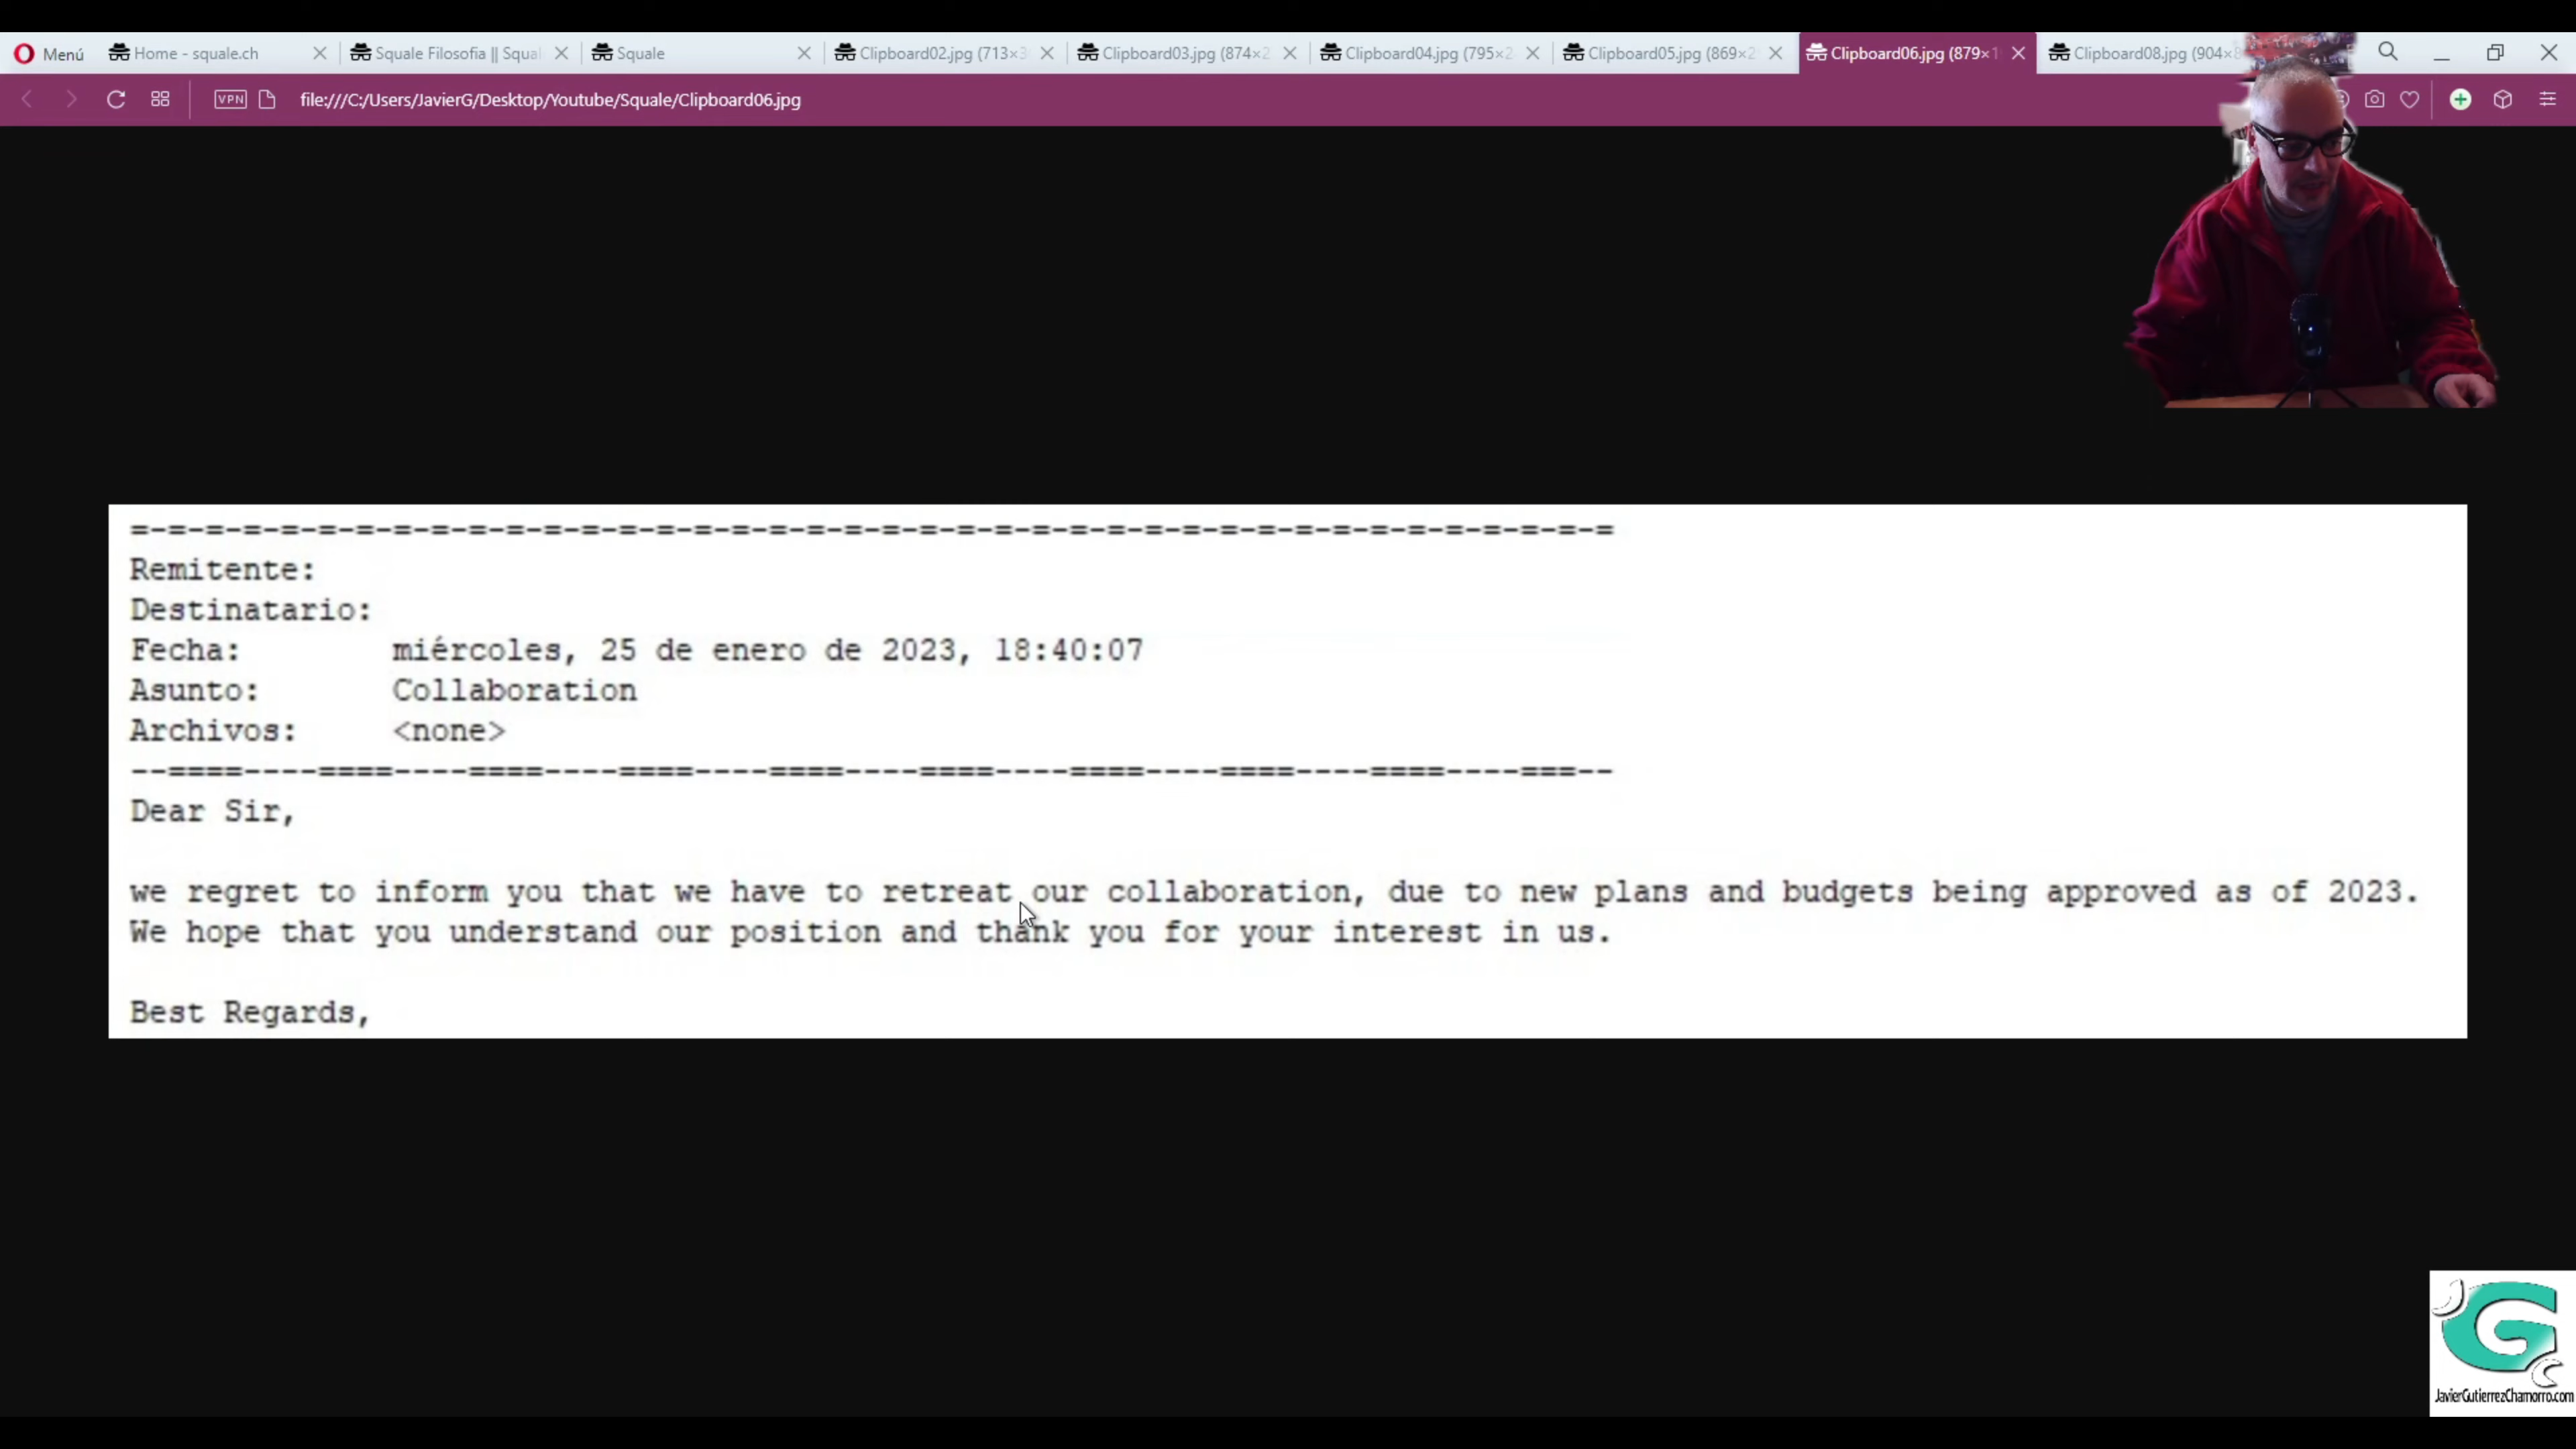 Menú
Home - squale.ch
Squale Filosofia || Squal
Squale
Clipboard02.jpg (713×3
Clipboard03.jpg (874×2
Clipboard04.jpg (795×2
Clipboard05.jpg (869×2
Clipboard06.jpg (879×1
Clipboard08.jpg (904×
VPN
file:///C:/Users/JavierG/Desktop/Youtube/Squale/Clipboard06.jpg
=-=-=-=-=-=-=-=-=-=-=-=-=-=-=-=-=-=-=-=-=-=-=-=-=-=-=-=-=-=-=-=-=-=-=-=-=-=-=-=
Remitente:
Destinatario:
Fecha: miércoles, 25 de enero de 2023, 18:40:07
Asunto: Collaboration
Archivos: <none>
--====----====----====----====----====----====----====----====----====----===--
Dear Sir,
we regret to inform you that we have to retreat our collaboration, due to new plans and budgets being approved as of 2023.
We hope that you understand our position and thank you for your interest in us.
Best Regards,
G
JavierGutierrezChamorro.com